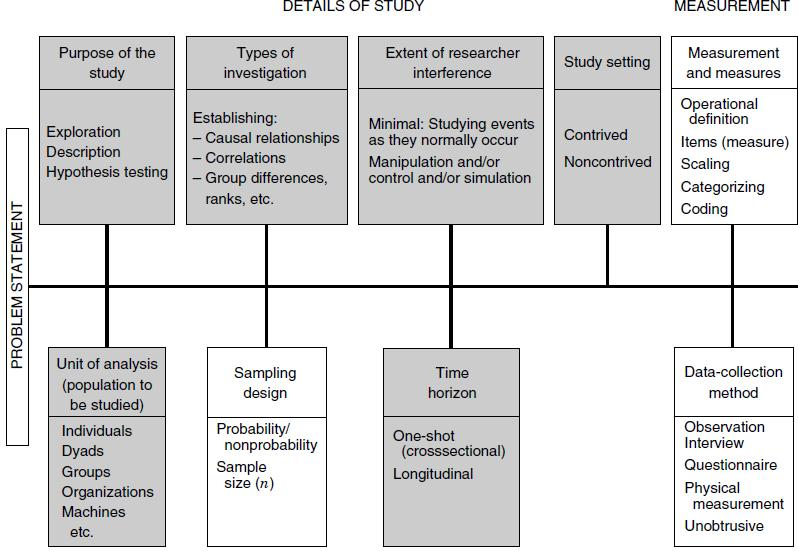 DETAILS OF STUDY
MEASUREMENT
Purpose of the
study
Exploration
Description
Hypothesis testing
Types of
investigation
Establishing:
– Causal relationships
– Correlations
– Group differences,
ranks, etc.
Extent of researcher
interference
Minimal: Studying events
as they normally occur
Manipulation and/or
control and/or simulation
Study setting
Contrived
Noncontrived
Measurement
and measures
Operational
definition
Items (measure)
Scaling
Categorizing
Coding
PROBLEM STATEMENT
Unit of analysis
(population to
be studied)
Individuals
Dyads
Groups
Organizations
Machines
etc.
Sampling
design
Probability/
nonprobability
Sample
size (n)
Time
horizon
One-shot
(crosssectional)
Longitudinal
Data-collection
method
Observation
Interview
Questionnaire
Physical
measurement
Unobtrusive